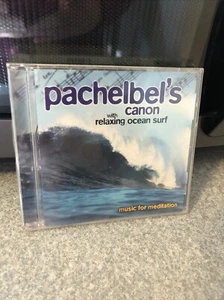 pachelbel's
canon
with
relaxing ocean surf
music for meditation